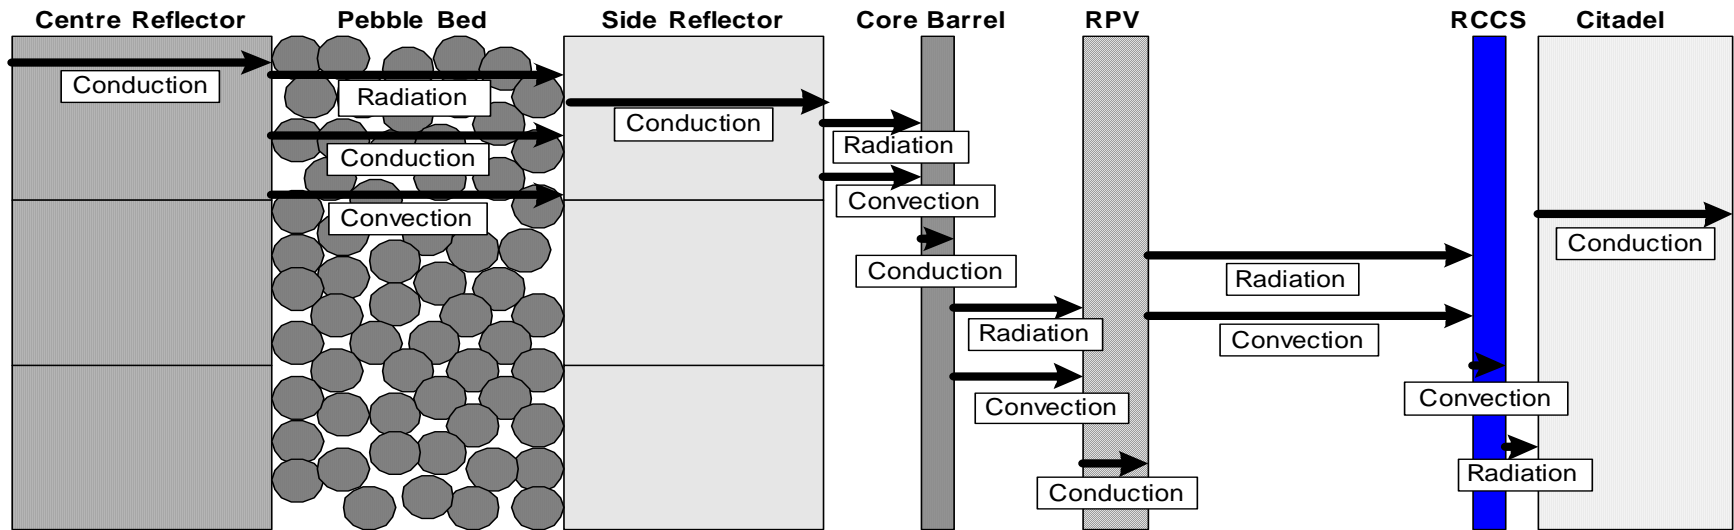 Centre Reflector
Pebble Bed
Side Reflector
Core Barrel
RPV
RCCS
Citadel
Conduction
Radiation
Conduction
Convection
Conduction
Radiation
Convection
Conduction
Radiation
Convection
Conduction
Radiation
Convection
Convection
Radiation
Conduction